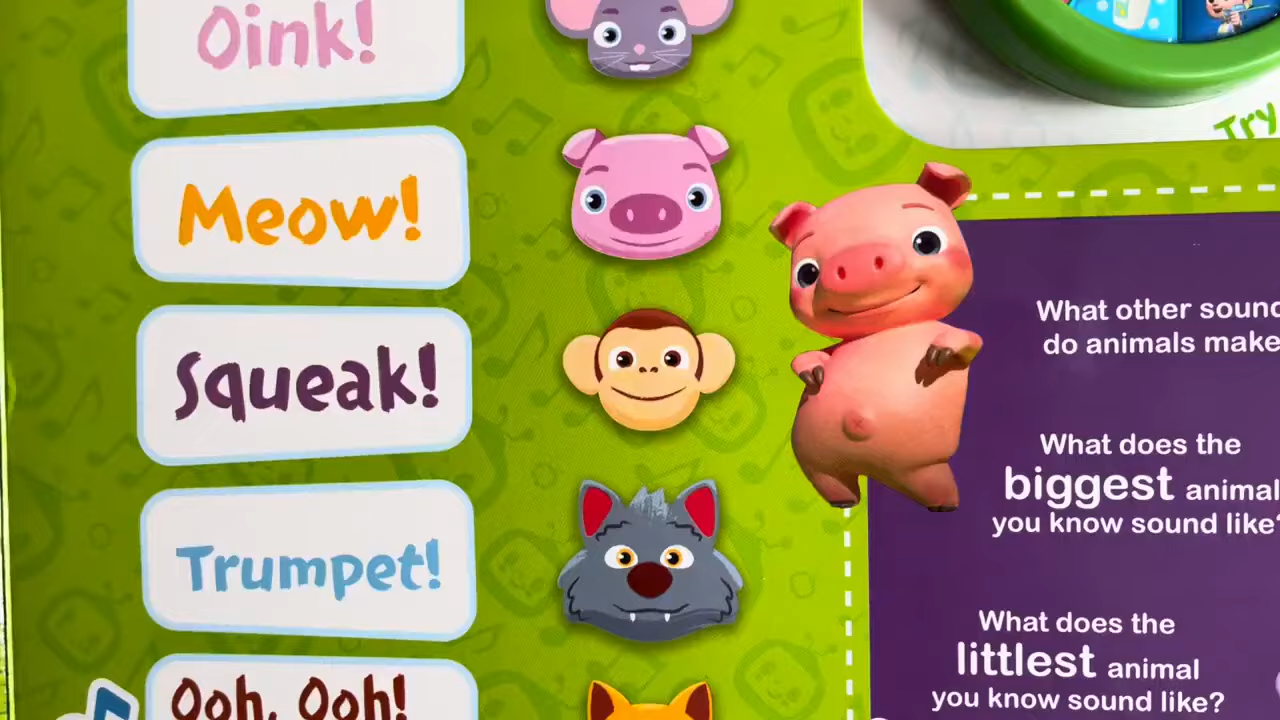 Oink!
Meow!
Squeak!
Trumpet!
Ooh, Ooh!
Try
What other sound
do animals make
What does the
biggest animal
you know sound like?
What does the
littlest animal
you know sound like?